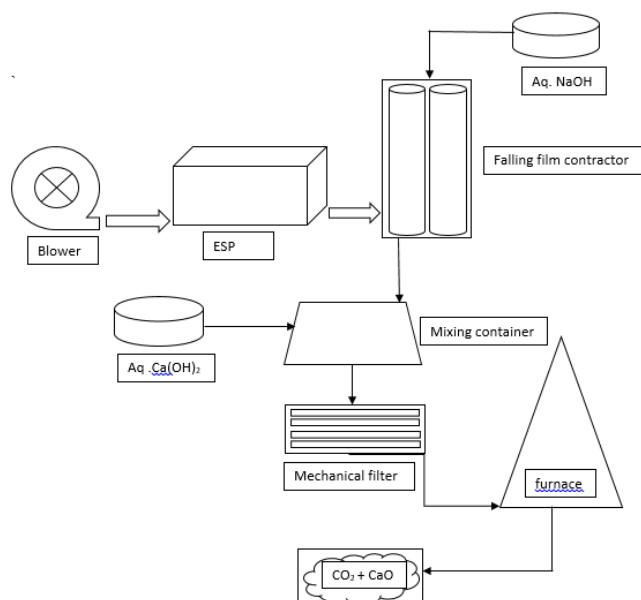 Aq. NaOH
Falling film contractor
Blower
ESP
Mixing container
Aq .Ca(OH)₂
Mechanical filter
furnace
CO₂ + CaO